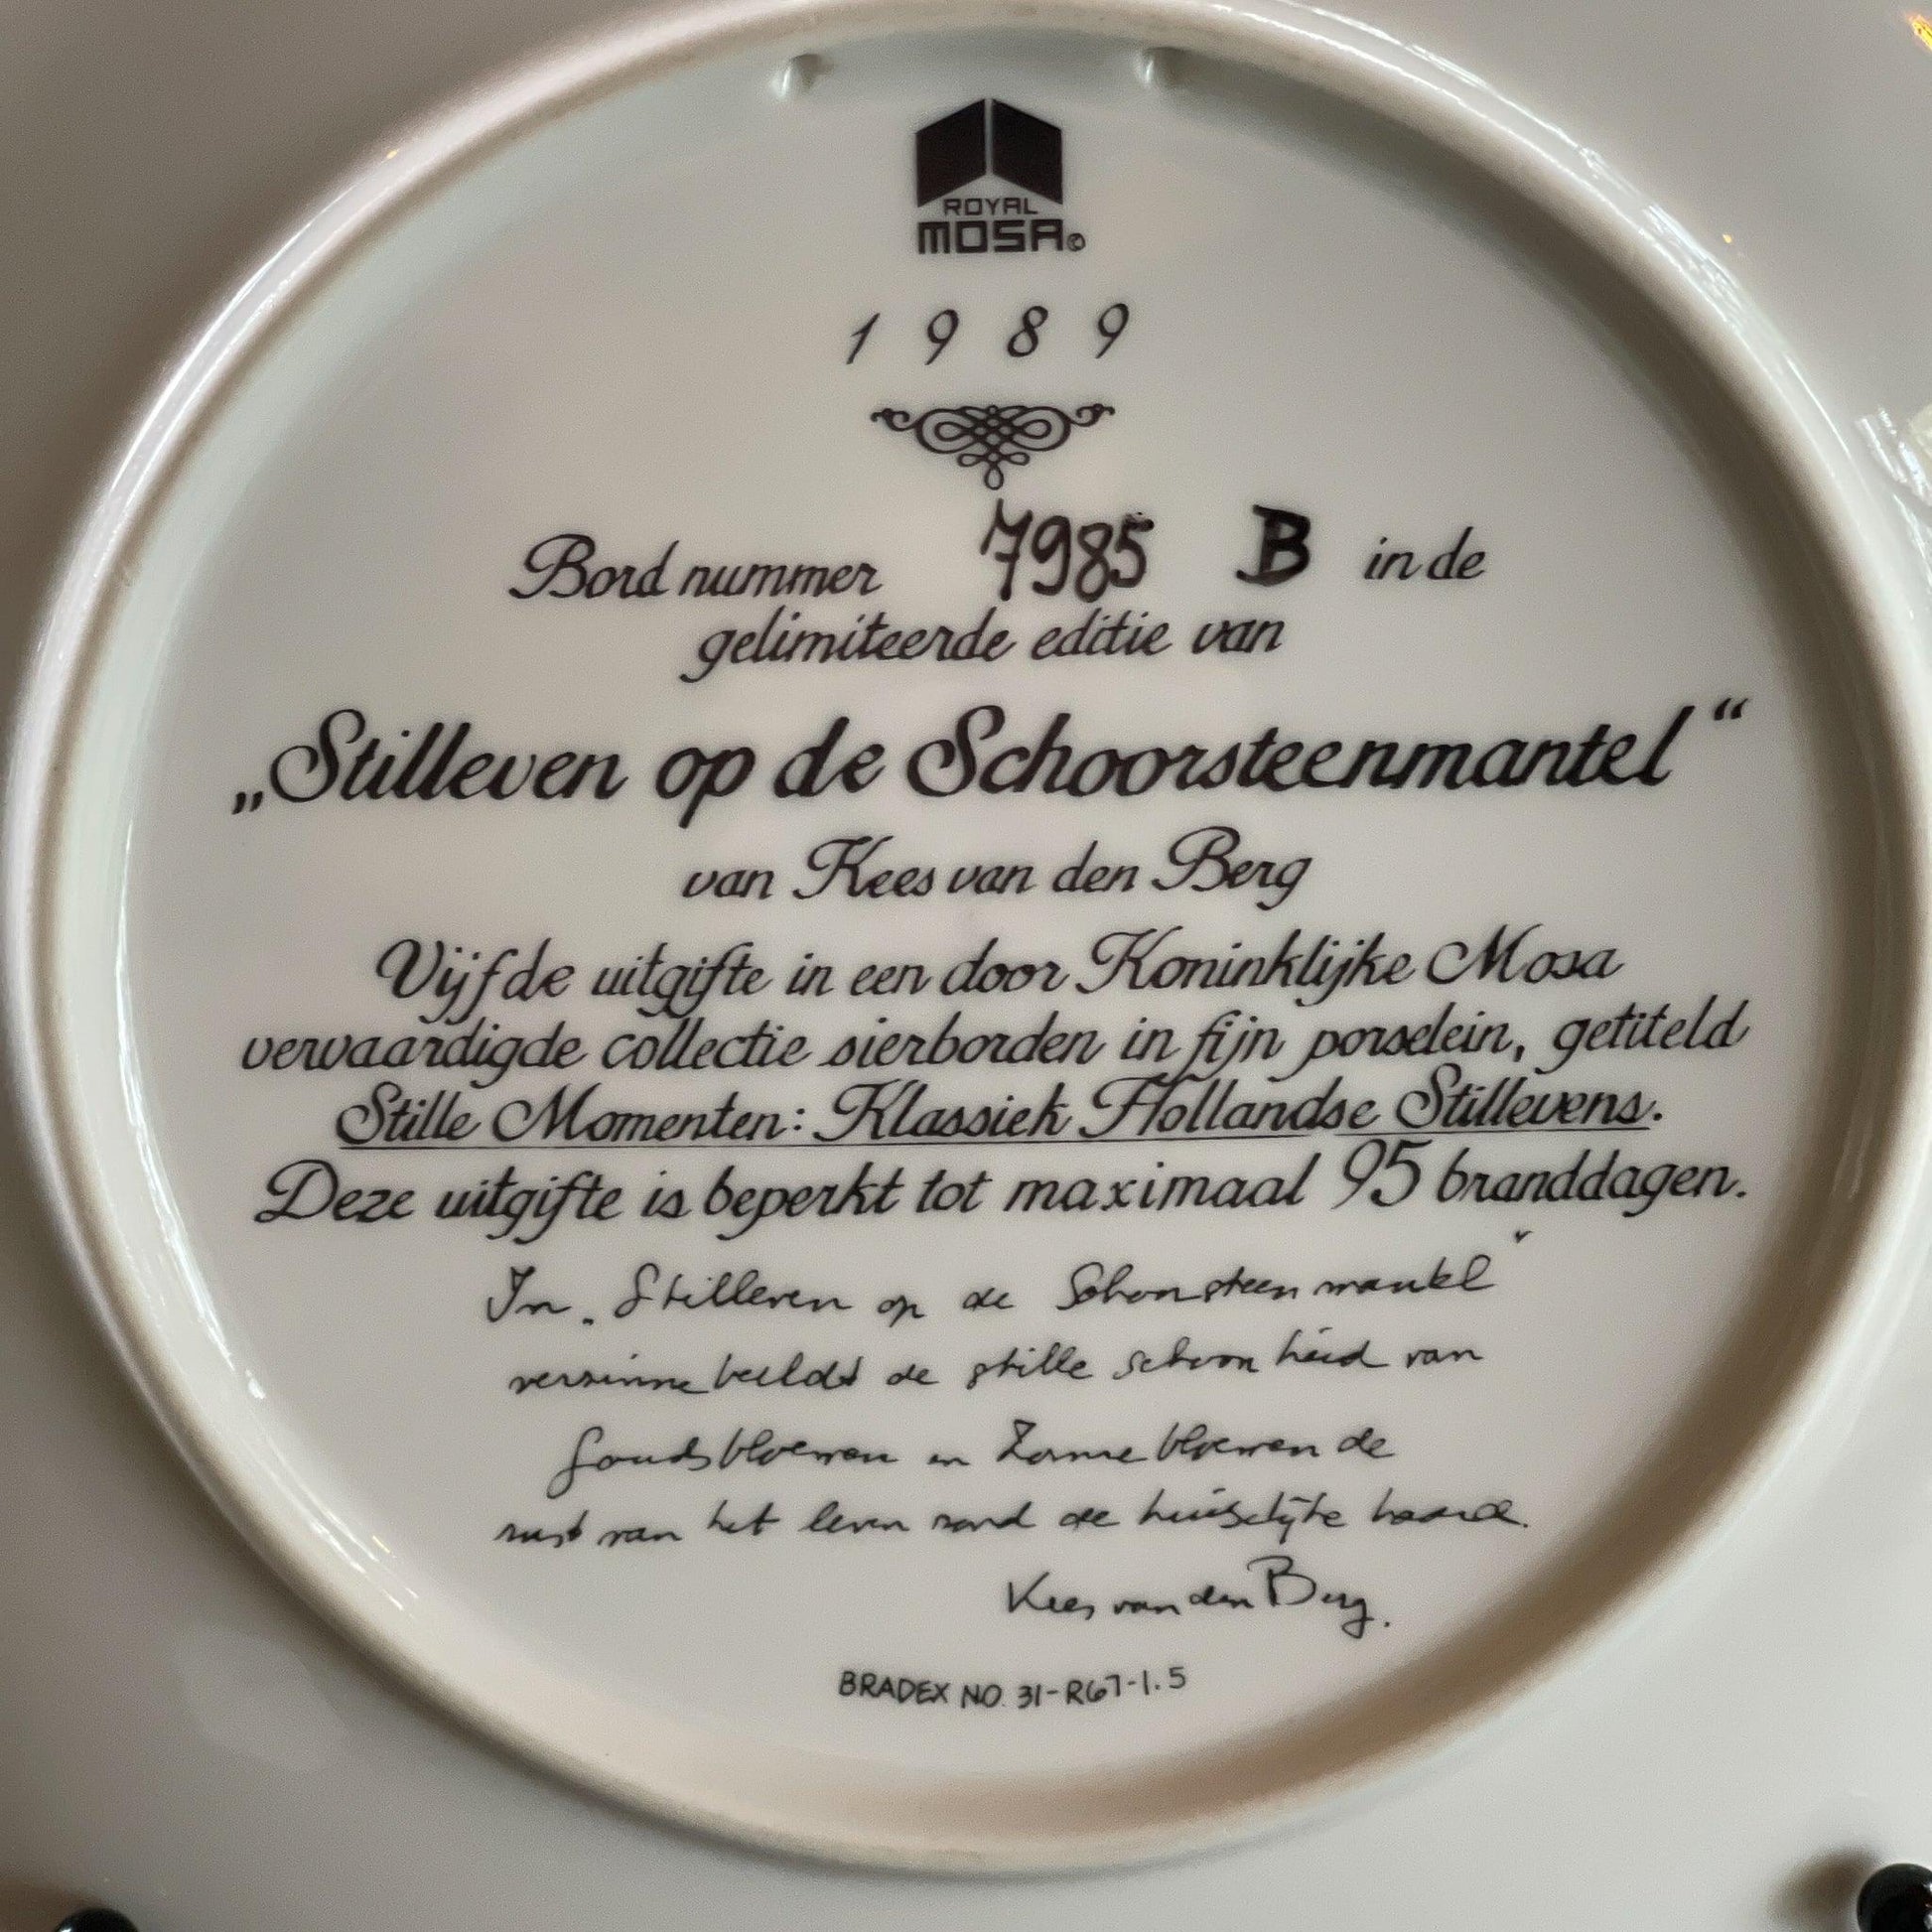 ROYAL
MOSA©
1989
Bord nummer 7985 B in de
gelimiteerde editie van
„Stilleven op de Schoorsteenmantel“
van Kees van den Berg
Vijfde uitgifte in een door Koninklijke Mosa
vervaardigde collectie sierborden in fijn porselein, getiteld
Stille Momenten: Klassiek Hollandse Stillevens.
Deze uitgifte is beperkt tot maximaal 95 branddagen.
In „Stilleven op de Schoorsteenmantel“
verzinnebeeldt de stille schoonheid van
Goudsbloemen en Zonnebloemen de
rust van het leven rond de huiselijke haard.
Kees van den Berg.
BRADEX NO. 31-R67-1.5